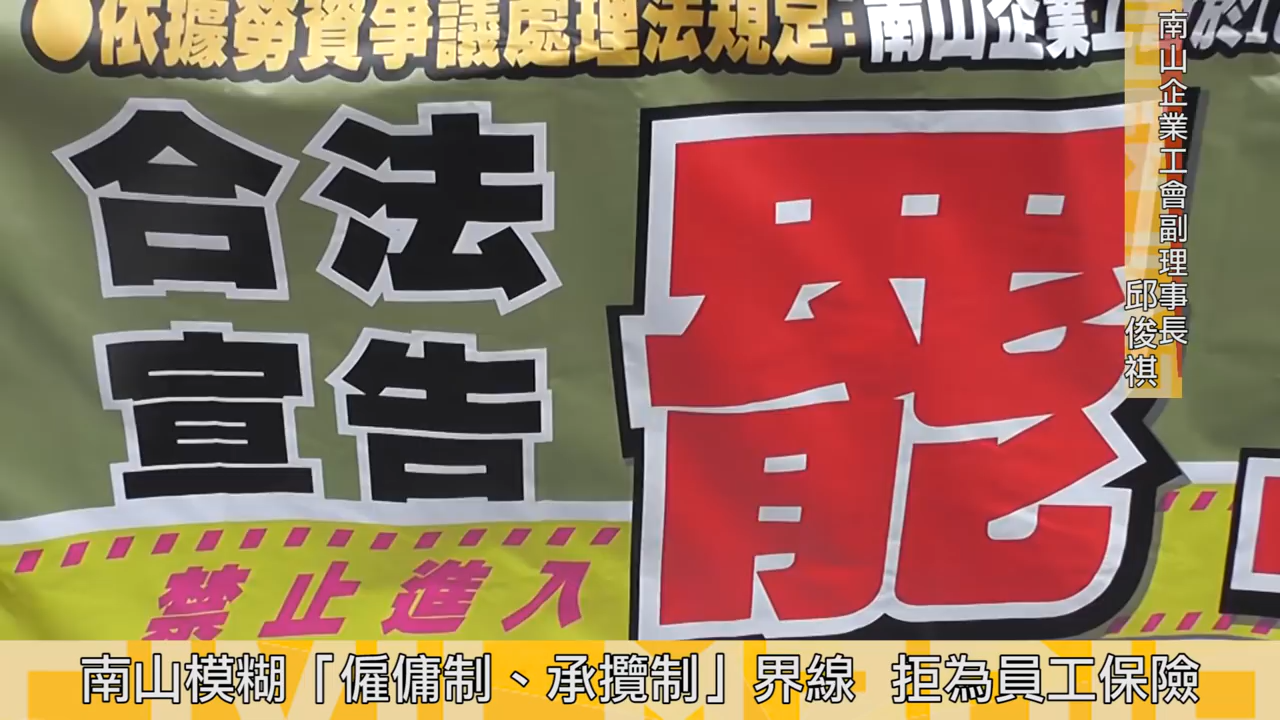 ●依據勞資爭議處理法規定：南山企業工
合法
宣告
罷
禁止進入
南山企業工會副理事長
邱俊祺
南山模糊「僱傭制、承攬制」界線 拒為員工保險